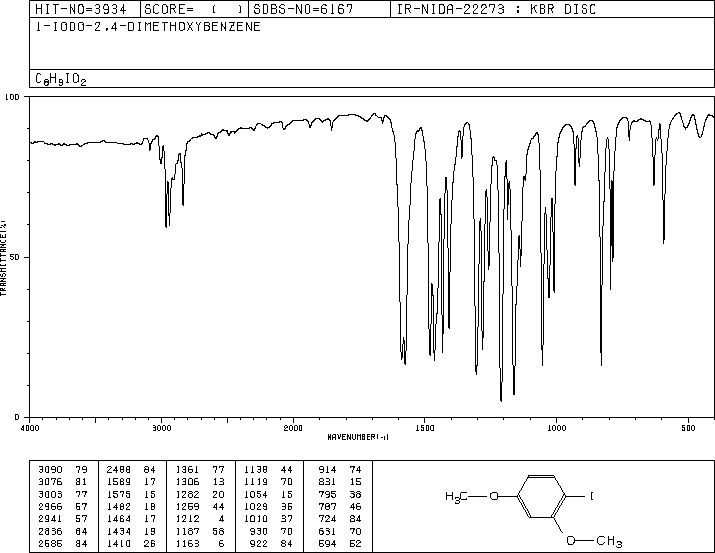 HIT-NO=3934 SCORE= ( ) SDBS-NO=6167 IR-NIDA-22273 : KBR DISC
1-IODO-2,4-DIMETHOXYBENZENE
C8H9IO2
100
50
0
TRANSMITTANCE(%)
4000 3000 2000 1500 1000 500
WAVENUMBER(-1)
3090 79 2488 84 1361 77 1138 44 914 74
3076 81 1589 17 1306 13 1119 70 831 15
3003 77 1575 15 1282 20 1054 15 795 38
2966 57 1482 18 1259 44 1029 36 787 46
2941 57 1464 17 1212 4 1010 37 724 84
2836 64 1434 19 1187 58 930 70 631 70
2585 84 1410 26 1163 6 922 84 594 52
H3C O I
O CH3